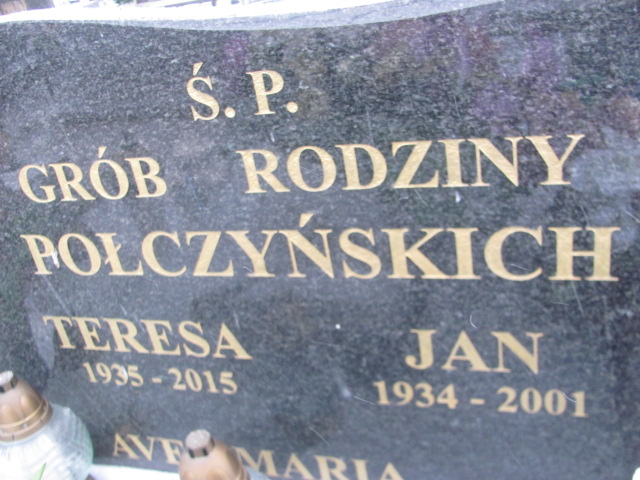 Ś. P.
GRÓB RODZINY
POŁCZYŃSKICH
TERESA JAN
1935 - 2015 1934 - 2001
AVE MARIA